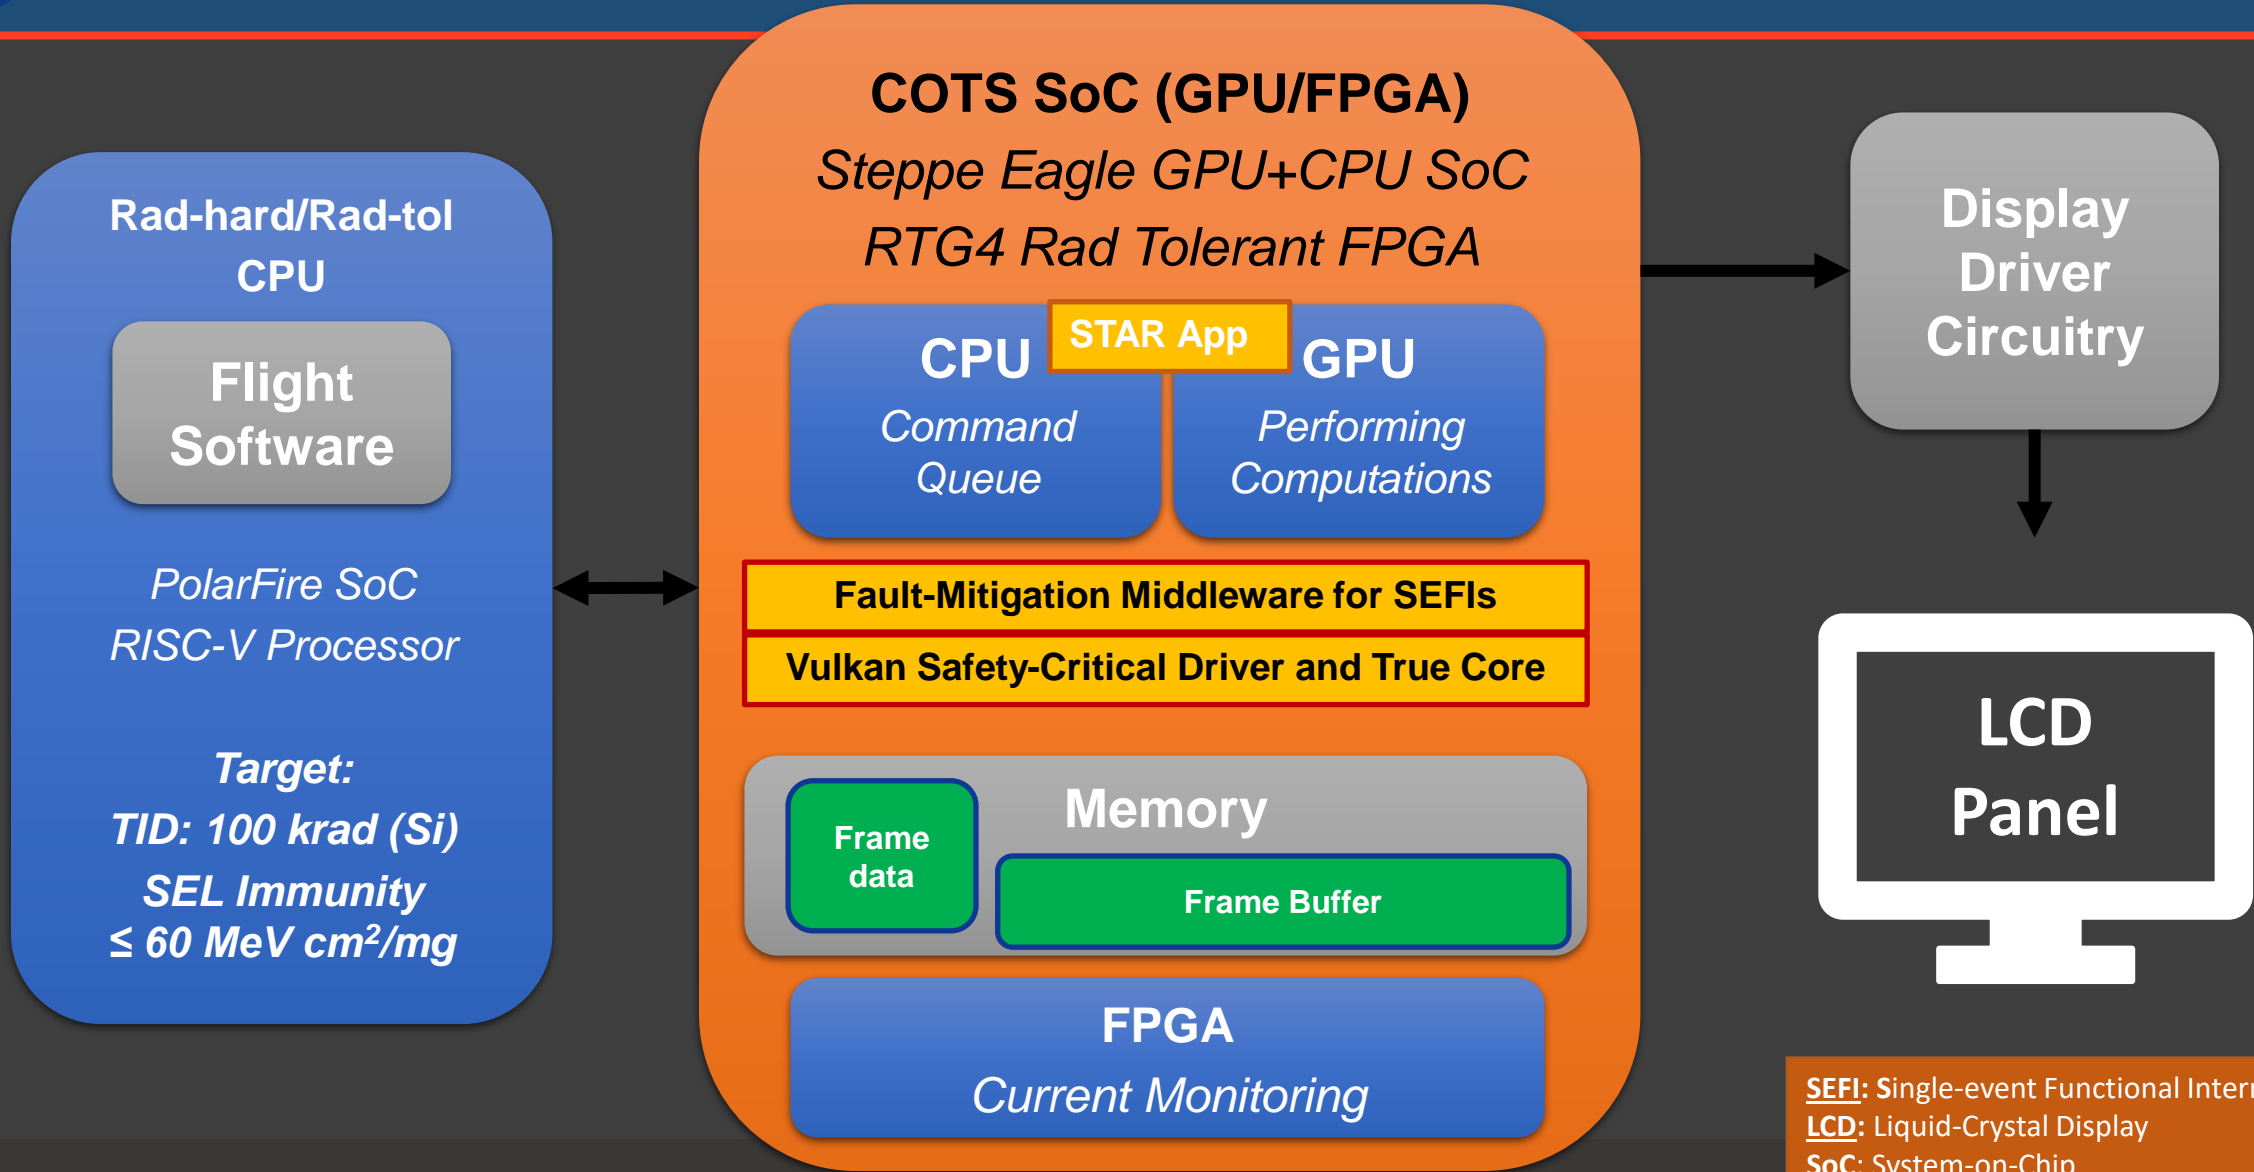 Rad-hard/Rad-tol
CPU
Flight
Software
PolarFire SoC
RISC-V Processor
Target:
TID: 100 krad (Si)
SEL Immunity
≤ 60 MeV cm²/mg
COTS SoC (GPU/FPGA)
Steppe Eagle GPU+CPU SoC
RTG4 Rad Tolerant FPGA
STAR App
CPU
Command
Queue
GPU
Performing
Computations
Fault-Mitigation Middleware for SEFIs
Vulkan Safety-Critical Driver and True Core
Memory
Frame
data
Frame Buffer
FPGA
Current Monitoring
Display
Driver
Circuitry
LCD
Panel
SEFI: Single-event Functional
LCD: Liquid-Crystal Display
SoC: System-on-Chip